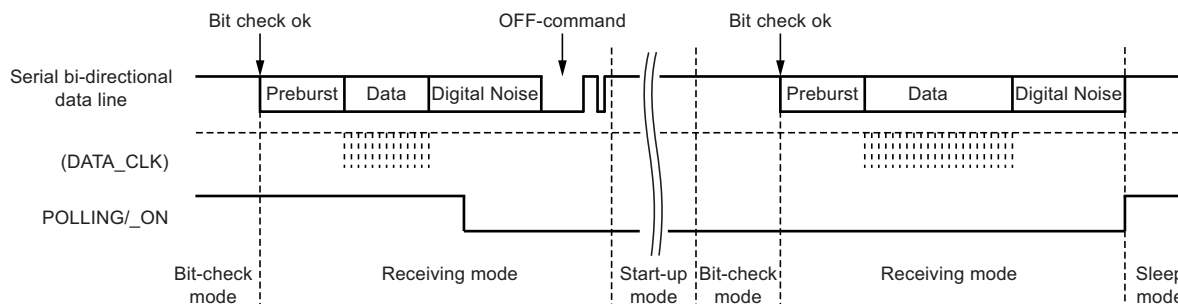 Bit check ok
OFF-command
Bit check ok
Serial bi-directional
data line
Preburst
Data
Digital Noise
Preburst
Data
Digital Noise
(DATA_CLK)
POLLING/_ON
Bit-check
mode
Receiving mode
Start-up
mode
Bit-check
mode
Receiving mode
Sleep
mode